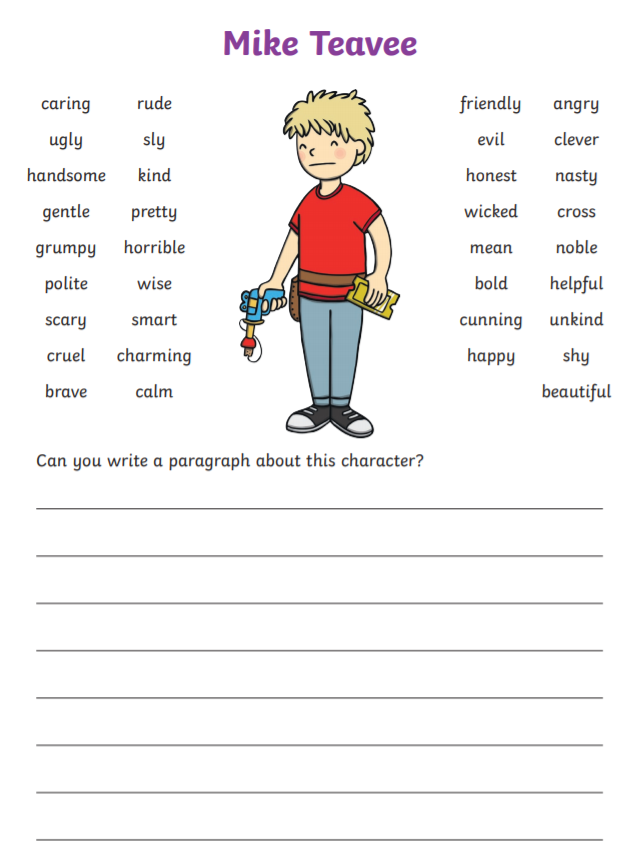 Mike Teavee
caring rude friendly angry
ugly sly evil clever
handsome kind honest nasty
gentle pretty wicked cross
grumpy horrible mean noble
polite wise bold helpful
scary smart cunning unkind
cruel charming happy shy
brave calm beautiful
Can you write a paragraph about this character?